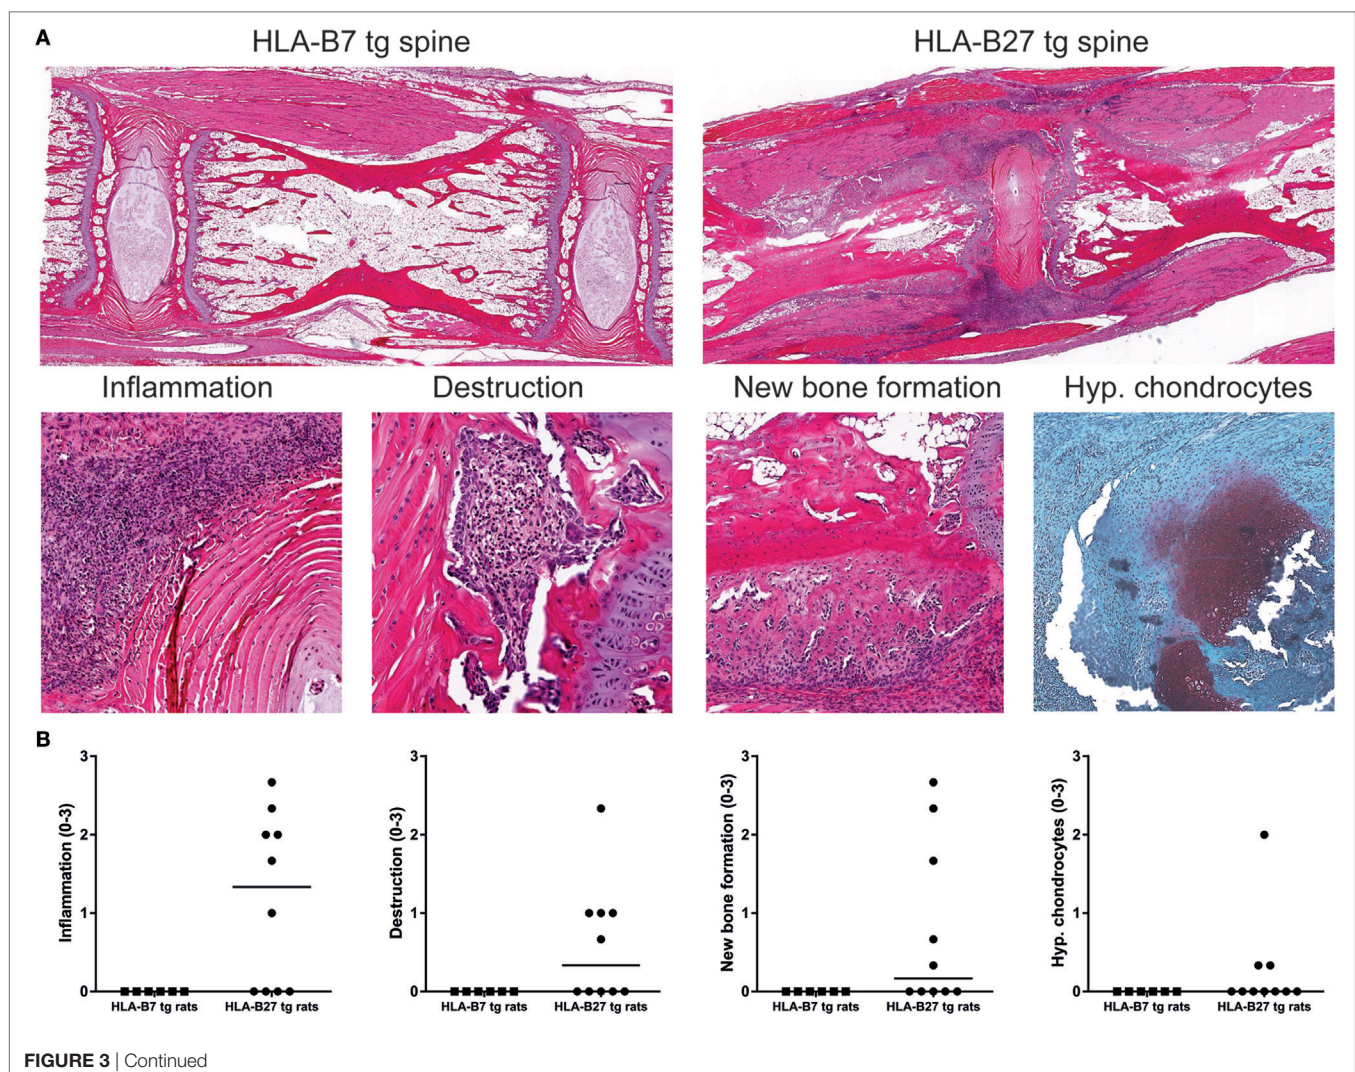 A
HLA-B7 tg spine
HLA-B27 tg spine
Inflammation
Destruction
New bone formation
Hyp. chondrocytes
B
Inflammation (0-3)
3
2
1
0
HLA-B7 tg rats
HLA-B27 tg rats
Destruction (0-3)
3
2
1
0
HLA-B7 tg rats
HLA-B27 tg rats
New bone formation (0-3)
3
2
1
0
HLA-B7 tg rats
HLA-B27 tg rats
Hyp. chondrocytes (0-3)
3
2
1
0
HLA-B7 tg rats
HLA-B27 tg rats
FIGURE 3 | Continued